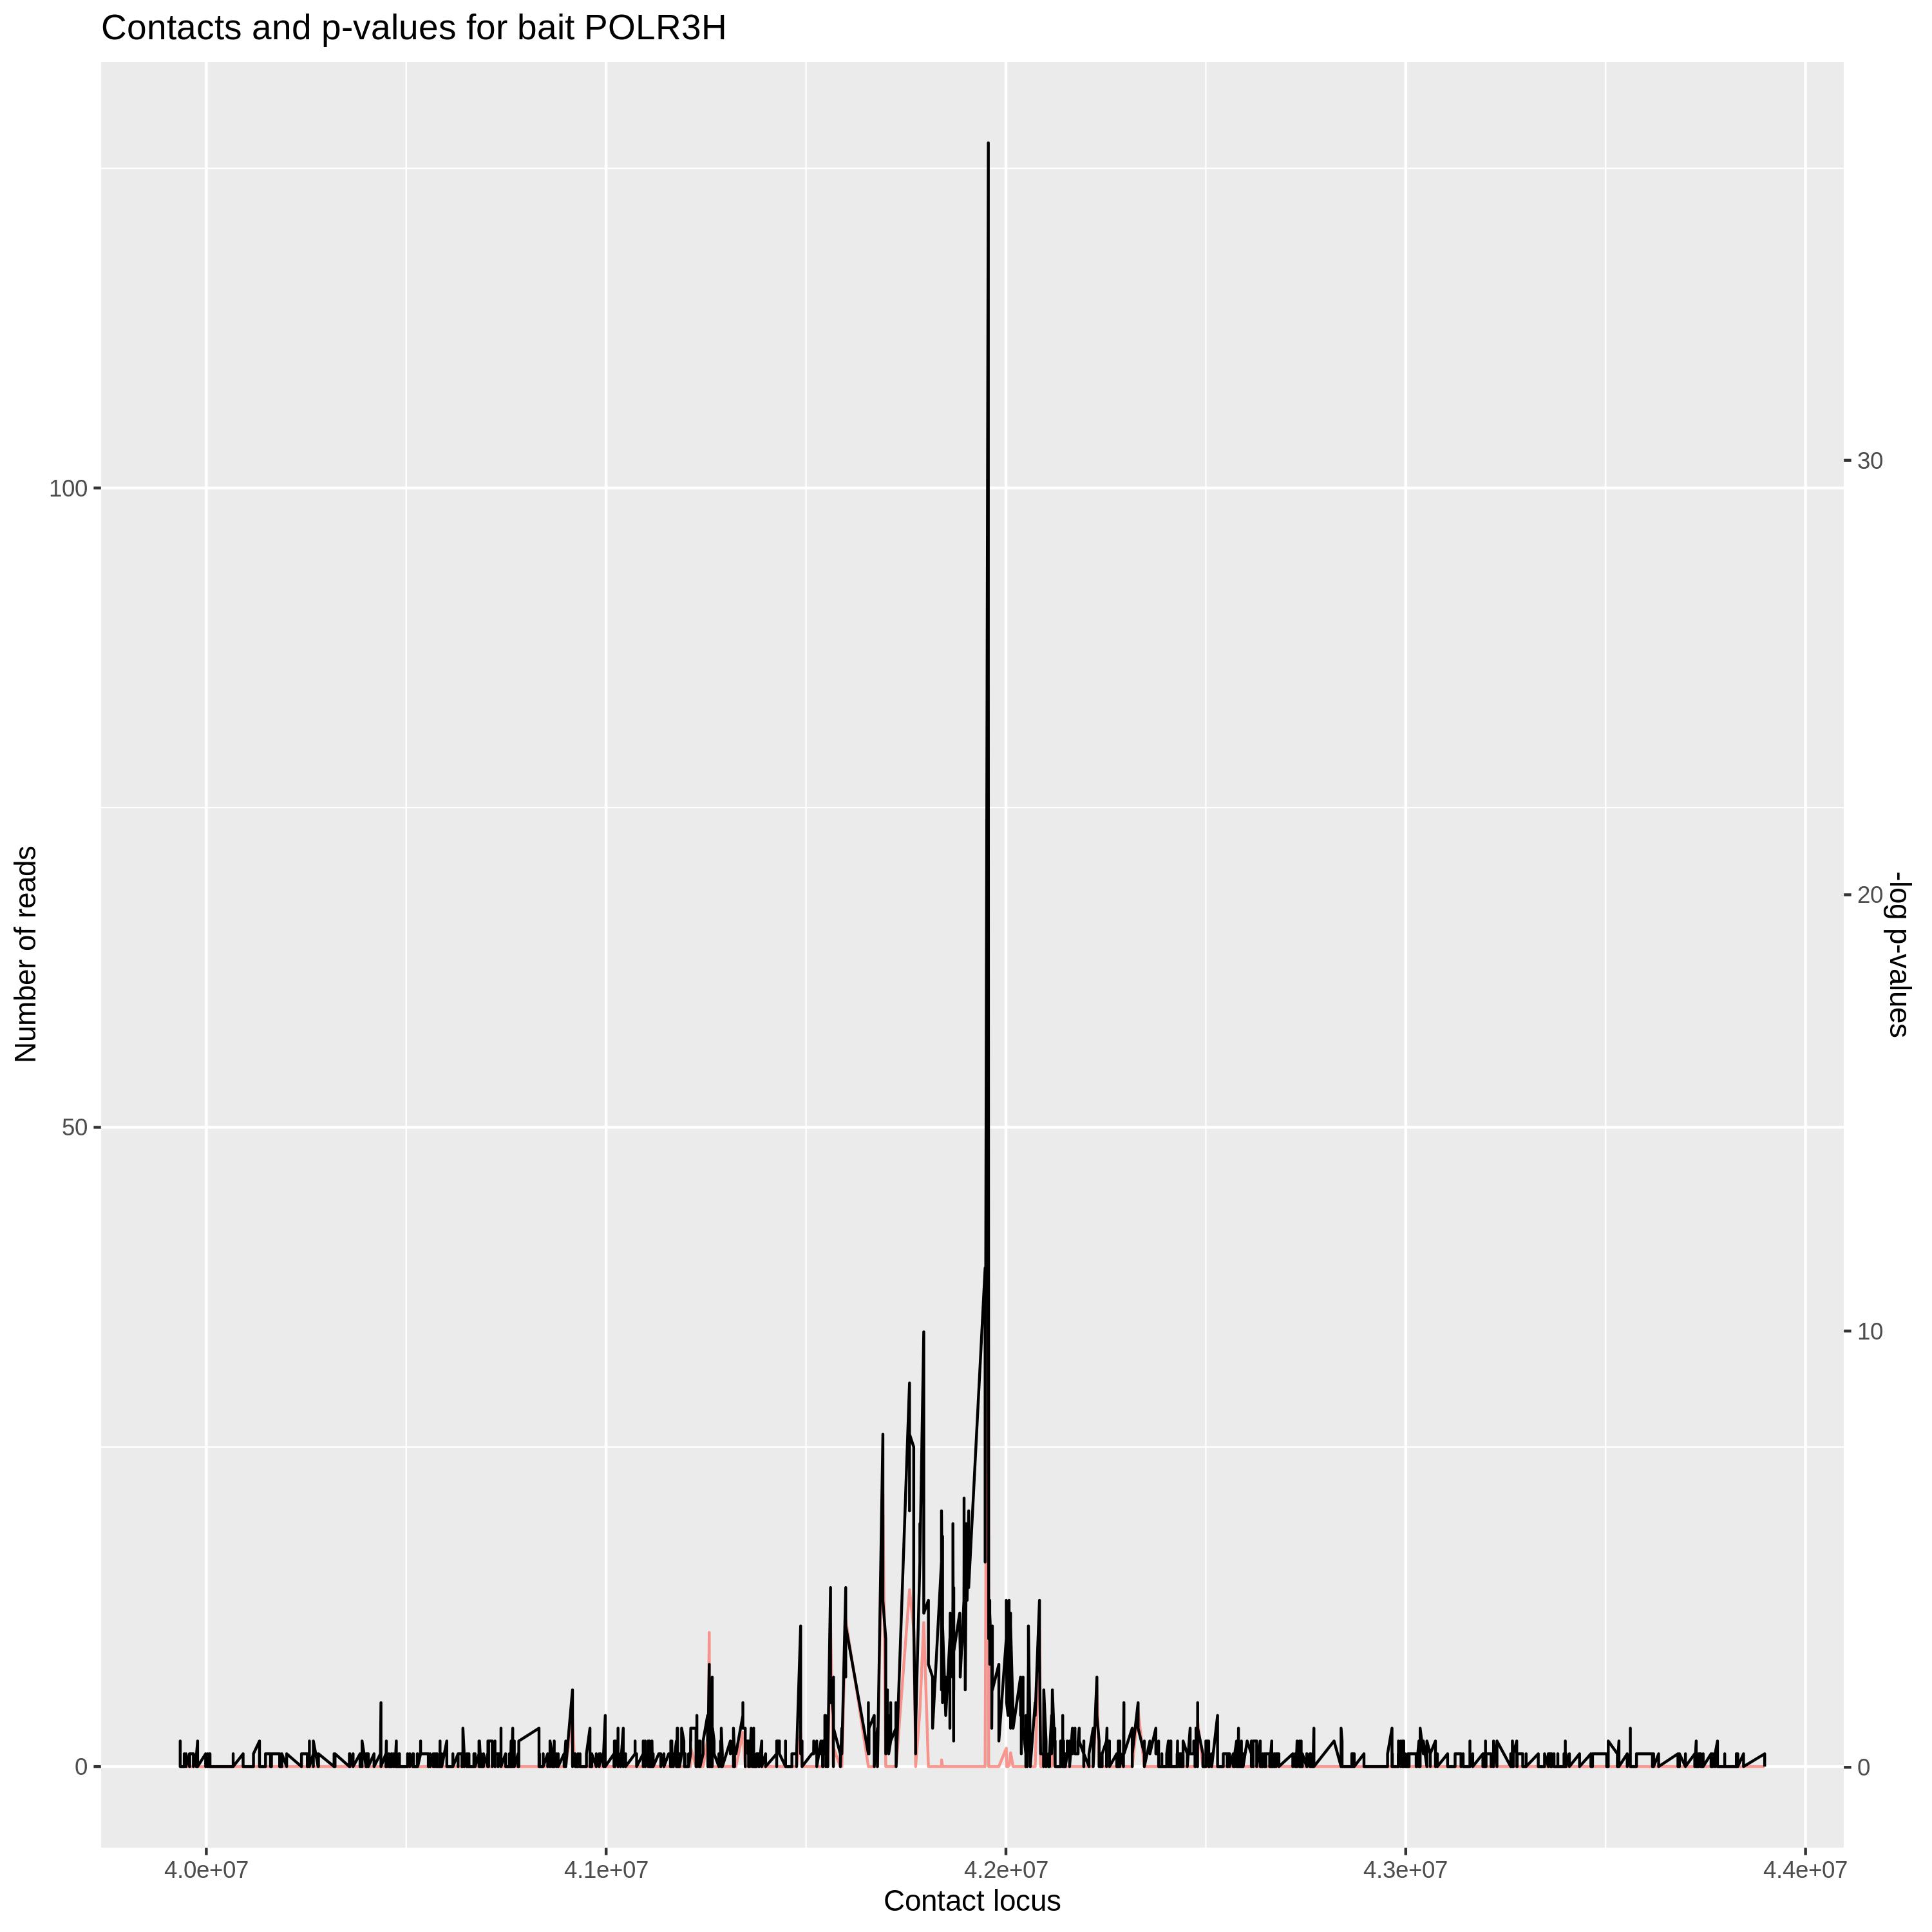 Contacts and p-values for bait POLR3H
100
50
0
Number of reads
30
20
10
0
-log p-values
4.0e+07
4.1e+07
4.2e+07
4.3e+07
4.4e+07
Contact locus